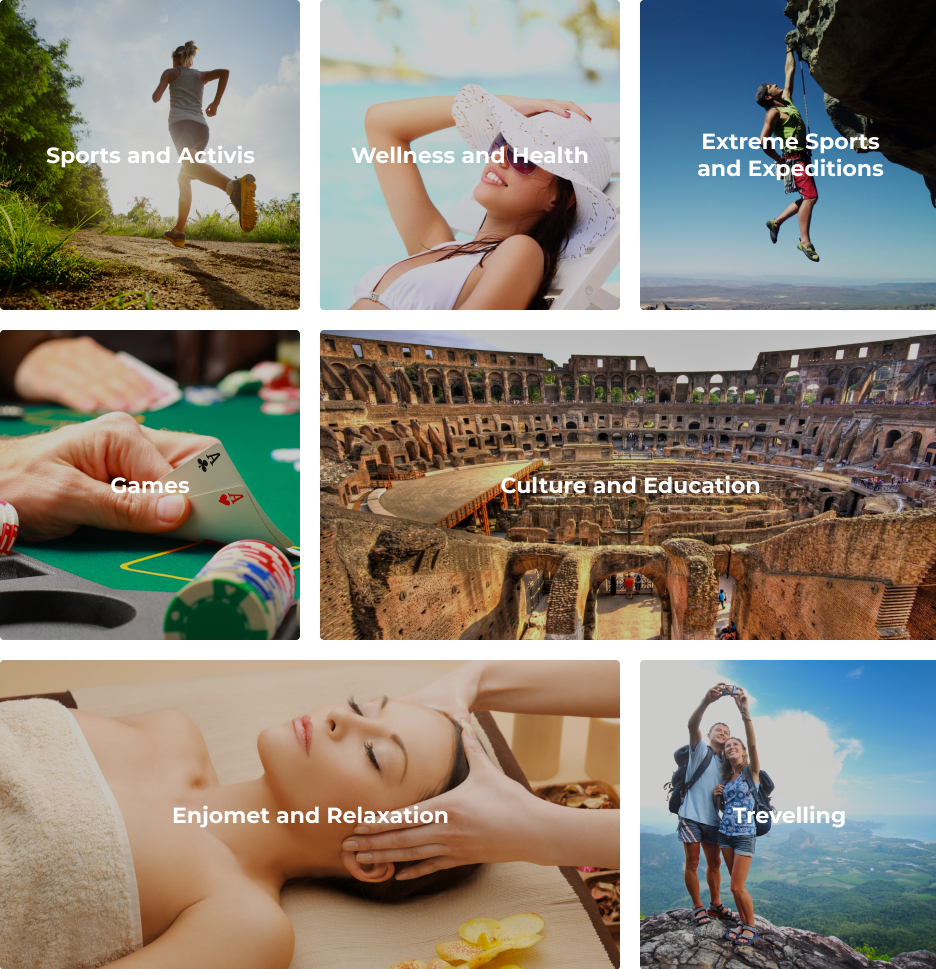 Sports and Activis
Wellness and Health
Extreme Sports
and Expeditions
Games
A
A
Culture and Education
Enjomet and Relaxation
Trevelling